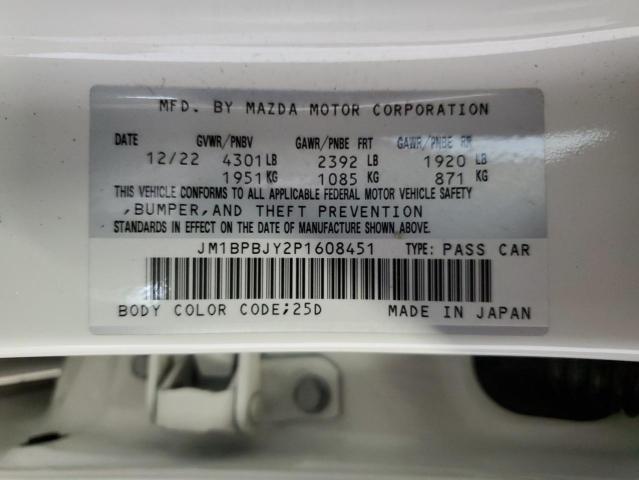 MFD. BY MAZDA MOTOR CORPORATION
DATE GVWR/PNBV GAWR/PNBE FRT GAWR/PNBE RR
12/22 4301 LB 2392 LB 1920 LB
1951 KG 1085 KG 871 KG
THIS VEHICLE CONFORMS TO ALL APPLICABLE FEDERAL MOTOR VEHICLE SAFETY
,BUMPER,AND THEFT PREVENTION
STANDARDS IN EFFECT ON THE DATE OF MANUFACTURE SHOWN ABOVE.
JM1BPBJY2P1608451 TYPE: PASS CAR
BODY COLOR CODE;25D MADE IN JAPAN